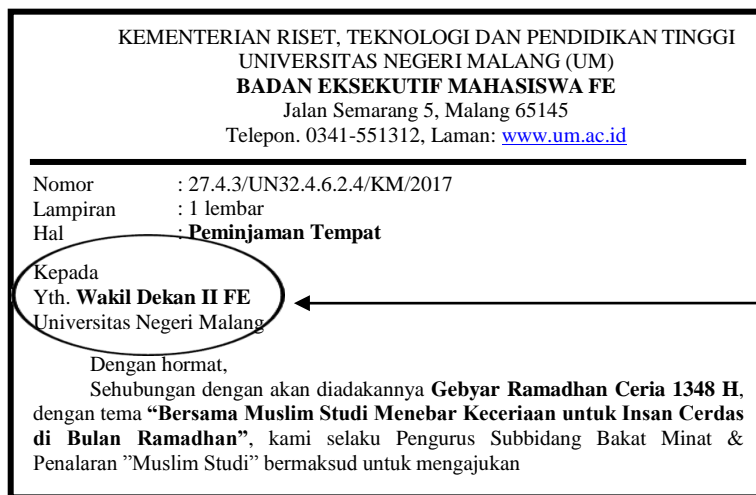 KEMENTERIAN RISET, TEKNOLOGI DAN PENDIDIKAN TINGGI
UNIVERSITAS NEGERI MALANG (UM)
BADAN EKSEKUTIF MAHASISWA FE
Jalan Semarang 5, Malang 65145
Telepon. 0341-551312, Laman: www.um.ac.id
Nomor : 27.4.3/UN32.4.6.2.4/KM/2017
Lampiran : 1 lembar
Hal : Peminjaman Tempat
Kepada
Yth. Wakil Dekan II FE
Universitas Negeri Malang
Dengan hormat,
Sehubungan dengan akan diadakannya Gebyar Ramadhan Ceria 1348 H,
dengan tema “Bersama Muslim Studi Menebar Keceriaan untuk Insan Cerdas
di Bulan Ramadhan”, kami selaku Pengurus Subbidang Bakat Minat &
Penalaran ”Muslim Studi” bermaksud untuk mengajukan